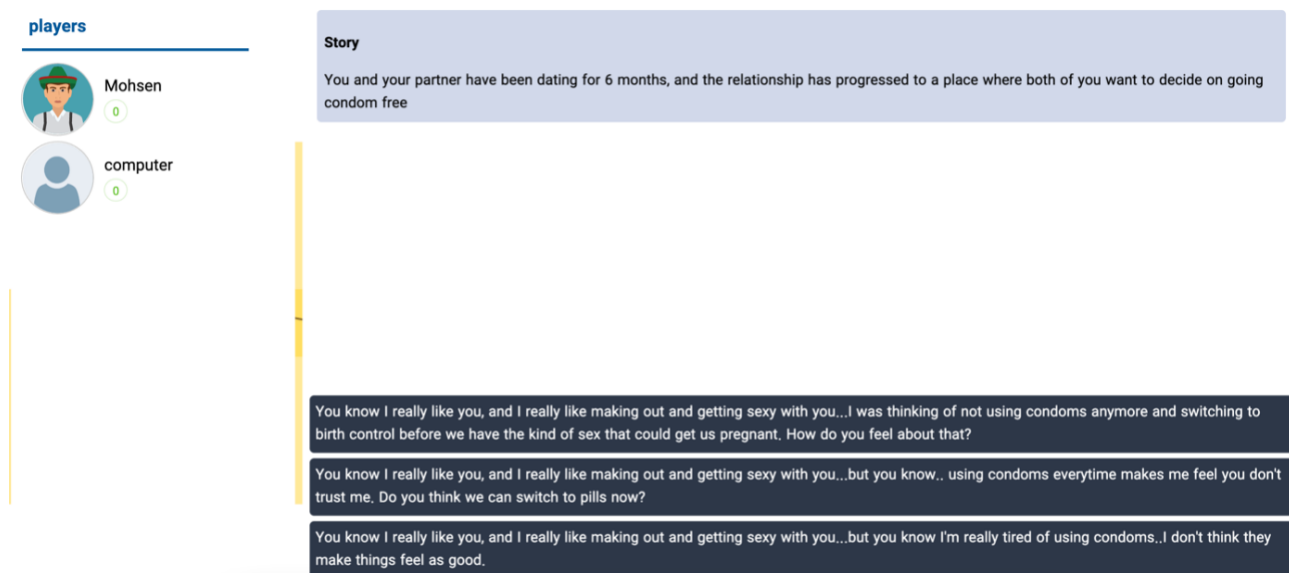 players
Mohsen
0
computer
0
Story
You and your partner have been dating for 6 months, and the relationship has progressed to a place where both of you want to decide on going
condom free
You know I really like you, and I really like making out and getting sexy with you...I was thinking of not using condoms anymore and switching to
birth control before we have the kind of sex that could get us pregnant. How do you feel about that?
You know I really like you, and I really like making out and getting sexy with you...but you know.. using condoms everytime makes me feel you don't
trust me. Do you think we can switch to pills now?
You know I really like you, and I really like making out and getting sexy with you...but you know I'm really tired of using condoms..I don't think they
make things feel as good.